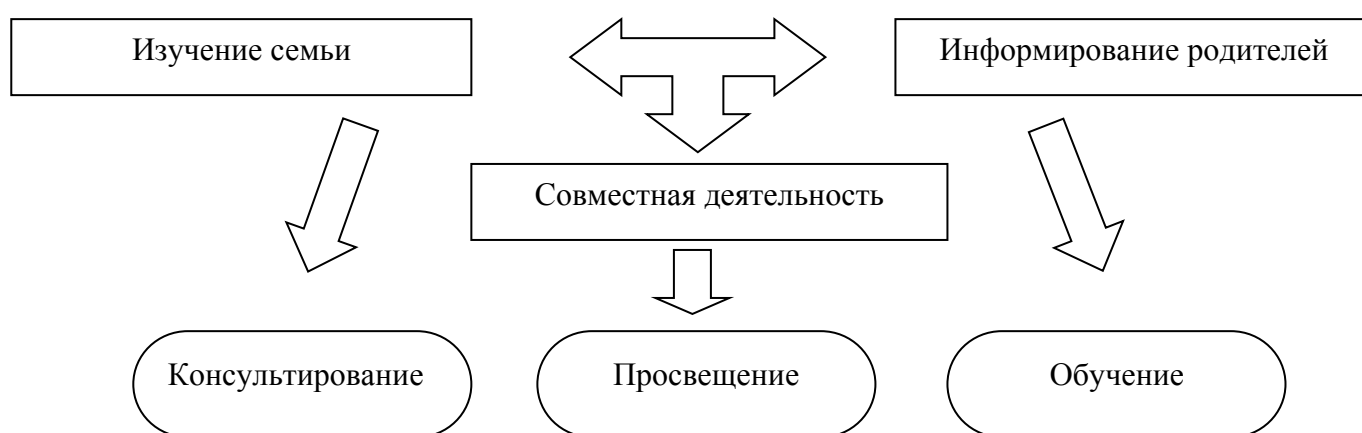 Изучение семьи
Информирование родителей
Совместная деятельность
Консультирование
Просвещение
Обучение